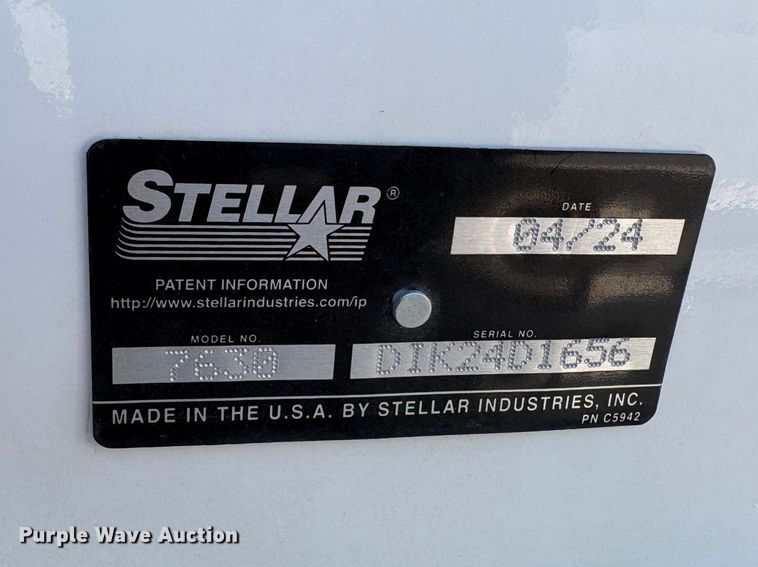 STELLAR®
DATE
04/24
PATENT INFORMATION
http://www.stellarindustries.com/ip
MODEL NO.
7630
SERIAL NO.
DIK24D1656
MADE IN THE U.S.A. BY STELLAR INDUSTRIES, INC.
PN C5942
Purple Wave Auction